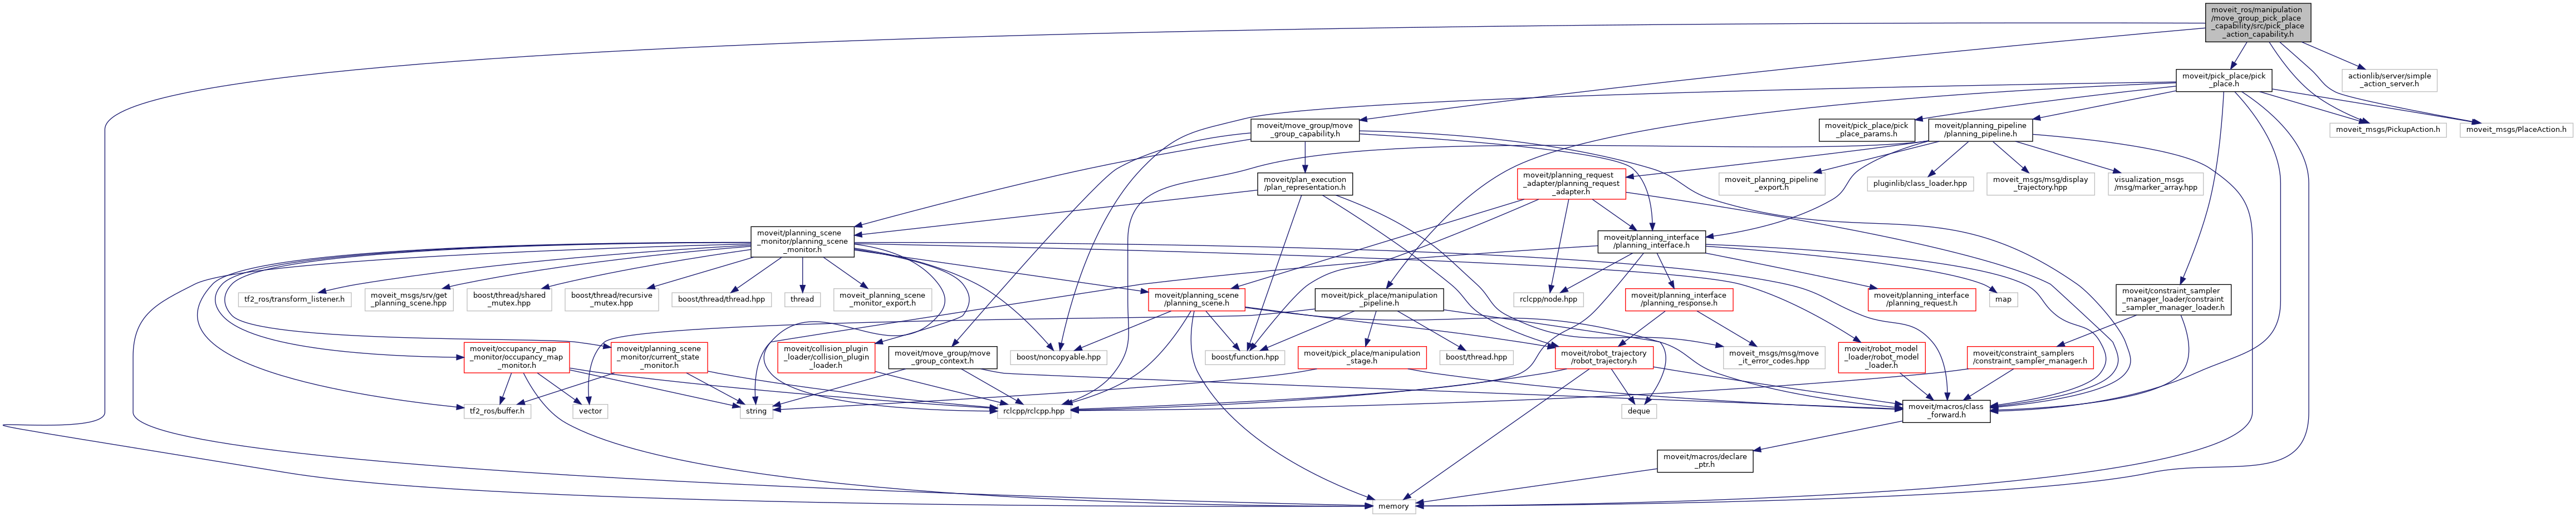 moveit_ros/manipulation
/move_group_pick_place
_capability/src/pick_place
_action_capability.h
moveit/pick_place/pick
_place.h
actionlib/server/simple
_action_server.h
moveit/move_group/move
_group_capability.h
moveit/pick_place/pick
_place_params.h
moveit/planning_pipeline
/planning_pipeline.h
moveit_msgs/PickupAction.h
moveit_msgs/PlaceAction.h
moveit/plan_execution
/plan_representation.h
moveit/planning_request
_adapter/planning_request
_adapter.h
moveit_planning_pipeline
_export.h
pluginlib/class_loader.hpp
moveit_msgs/msg/display
_trajectory.hpp
visualization_msgs
/msg/marker_array.hpp
moveit/planning_scene
_monitor/planning_scene
_monitor.h
moveit/planning_interface
/planning_interface.h
tf2_ros/transform_listener.h
moveit_msgs/srv/get
_planning_scene.hpp
boost/thread/shared
_mutex.hpp
boost/thread/recursive
_mutex.hpp
boost/thread/thread.hpp
thread
moveit_planning_scene
_monitor_export.h
moveit/planning_scene
/planning_scene.h
moveit/pick_place/manipulation
_pipeline.h
rclcpp/node.hpp
moveit/planning_interface
/planning_response.h
moveit/planning_interface
/planning_request.h
map
moveit/constraint_sampler
_manager_loader/constraint
_sampler_manager_loader.h
moveit/occupancy_map
_monitor/occupancy_map
_monitor.h
moveit/planning_scene
_monitor/current_state
_monitor.h
moveit/collision_plugin
_loader/collision_plugin
_loader.h
moveit/move_group/move
_group_context.h
boost/noncopyable.hpp
boost/function.hpp
moveit/pick_place/manipulation
_stage.h
boost/thread.hpp
moveit/robot_trajectory
/robot_trajectory.h
moveit_msgs/msg/move
_it_error_codes.hpp
moveit/robot_model
_loader/robot_model
_loader.h
moveit/constraint_samplers
/constraint_sampler_manager.h
tf2_ros/buffer.h
vector
string
rclcpp/rclcpp.hpp
deque
moveit/macros/class
_forward.h
moveit/macros/declare
_ptr.h
memory